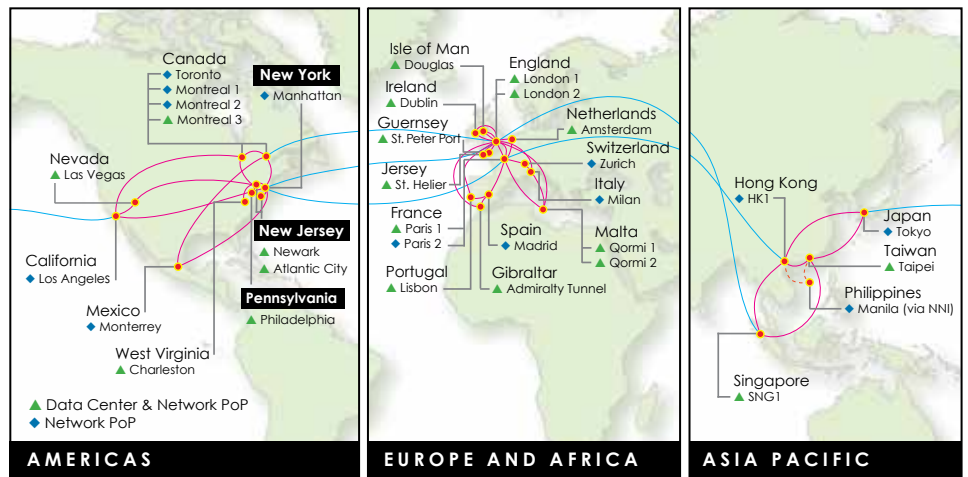 Canada
Toronto
Montreal 1
Montreal 2
Montreal 3
New York
Manhattan
Nevada
Las Vegas
California
Los Angeles
Mexico
Monterrey
West Virginia
Charleston
New Jersey
Newark
Atlantic City
Pennsylvania
Philadelphia
Data Center & Network PoP
Network PoP
AMERICAS
Isle of Man
Douglas
Ireland
Dublin
Guernsey
St. Peter Port
Jersey
St. Helier
France
Paris 1
Paris 2
Portugal
Lisbon
England
London 1
London 2
Netherlands
Amsterdam
Switzerland
Zurich
Italy
Milan
Spain
Madrid
Malta
Qormi 1
Qormi 2
Gibraltar
Admiralty Tunnel
EUROPE AND AFRICA
Hong Kong
HK1
Japan
Tokyo
Taiwan
Taipei
Philippines
Manila (via NNI)
Singapore
SNG1
ASIA PACIFIC